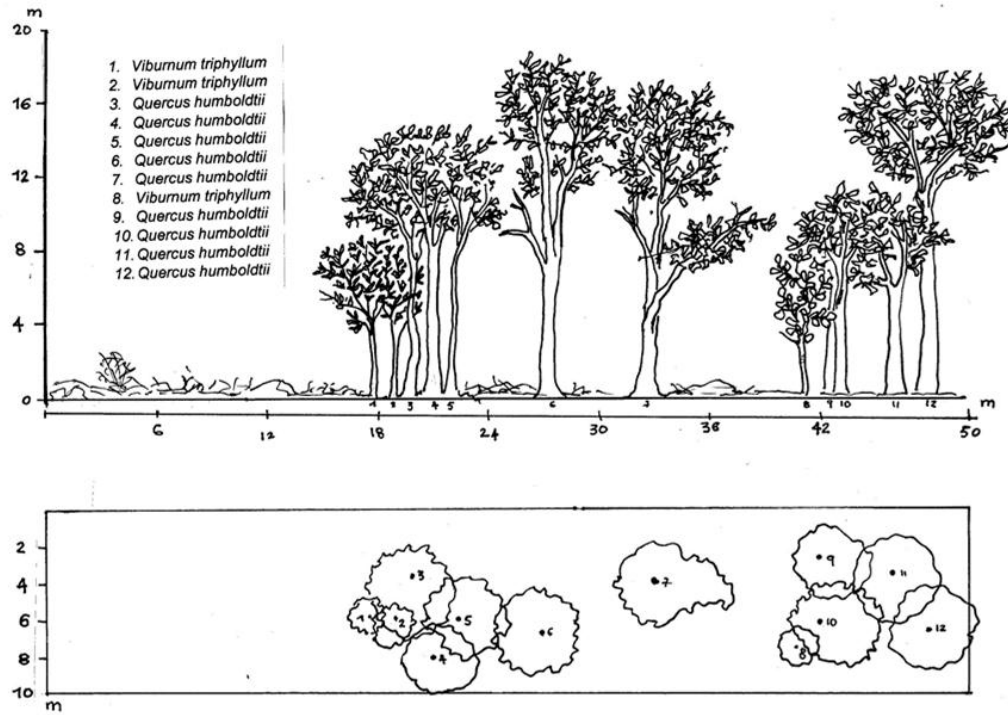 m
20
1. Viburnum triphyllum
2. Viburnum triphyllum
3. Quercus humboldtii
4. Quercus humboldtii
5. Quercus humboldtii
6. Quercus humboldtii
7. Quercus humboldtii
8. Viburnum triphyllum
9. Quercus humboldtii
10. Quercus humboldtii
11. Quercus humboldtii
12. Quercus humboldtii
16
12
8
4
0
1 2 3 4 5 6 7 8 9 10 11 12 m
6 12 18 24 30 36 42 50
2 9
3 7 11
4
6 1 2 5 6 10 12
8 4 8
10
m